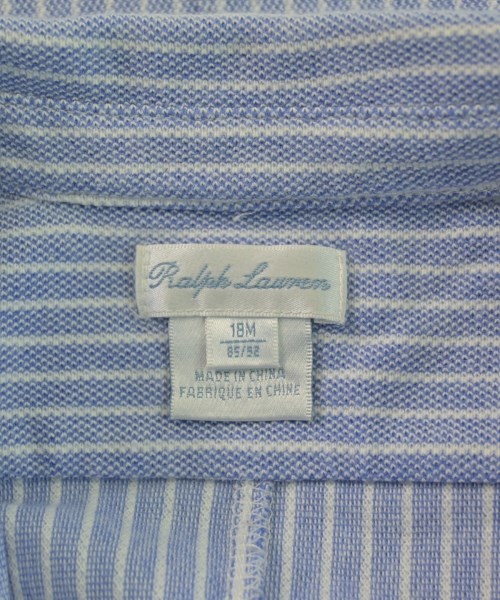 Ralph Lauren
18M
85/92
MADE IN CHINA
FABRIQUE EN CHINE